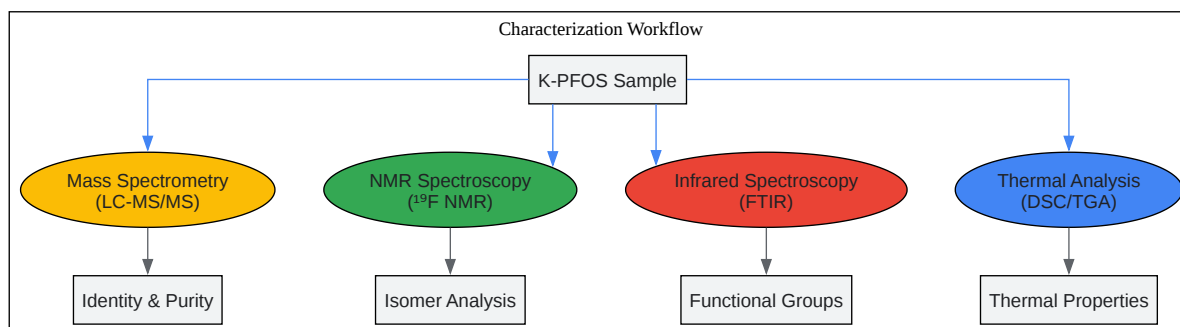 Characterization Workflow
K-PFOS Sample
Mass Spectrometry
(LC-MS/MS)
NMR Spectroscopy
(¹⁹F NMR)
Infrared Spectroscopy
(FTIR)
Thermal Analysis
(DSC/TGA)
Identity & Purity
Isomer Analysis
Functional Groups
Thermal Properties